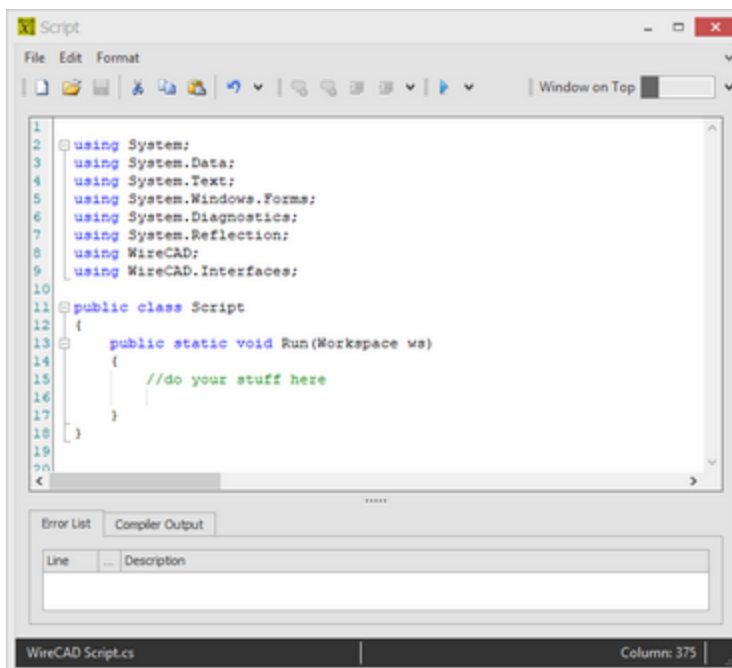 Script
File Edit Format
Window on Top
1
2 using System;
3 using System.Data;
4 using System.Text;
5 using System.Windows.Forms;
6 using System.Diagnostics;
7 using System.Reflection;
8 using WireCAD;
9 using WireCAD.Interfaces;
10
11 public class Script
12 {
13 public static void Run(Workspace ws)
14 {
15 //do your stuff here
16
17 }
18 }
19
20
Error List Compiler Output
Line ... Description
WireCAD Script.cs Column: 375